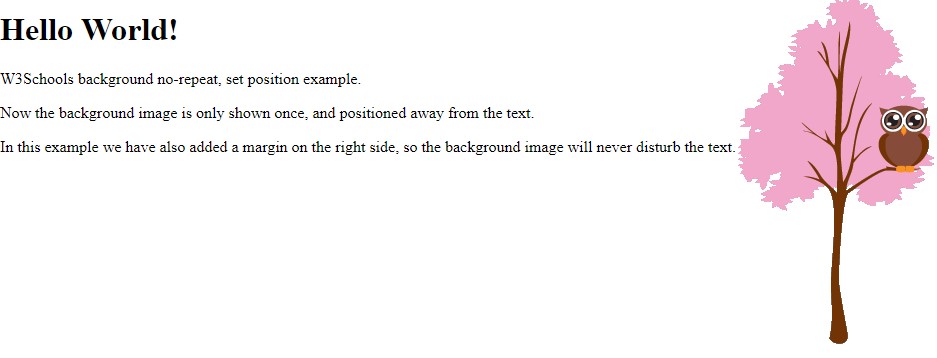 Hello World!
W3Schools background no-repeat, set position example.
Now the background image is only shown once, and positioned away from the text.
In this example we have also added a margin on the right side, so the background image will never disturb the text.